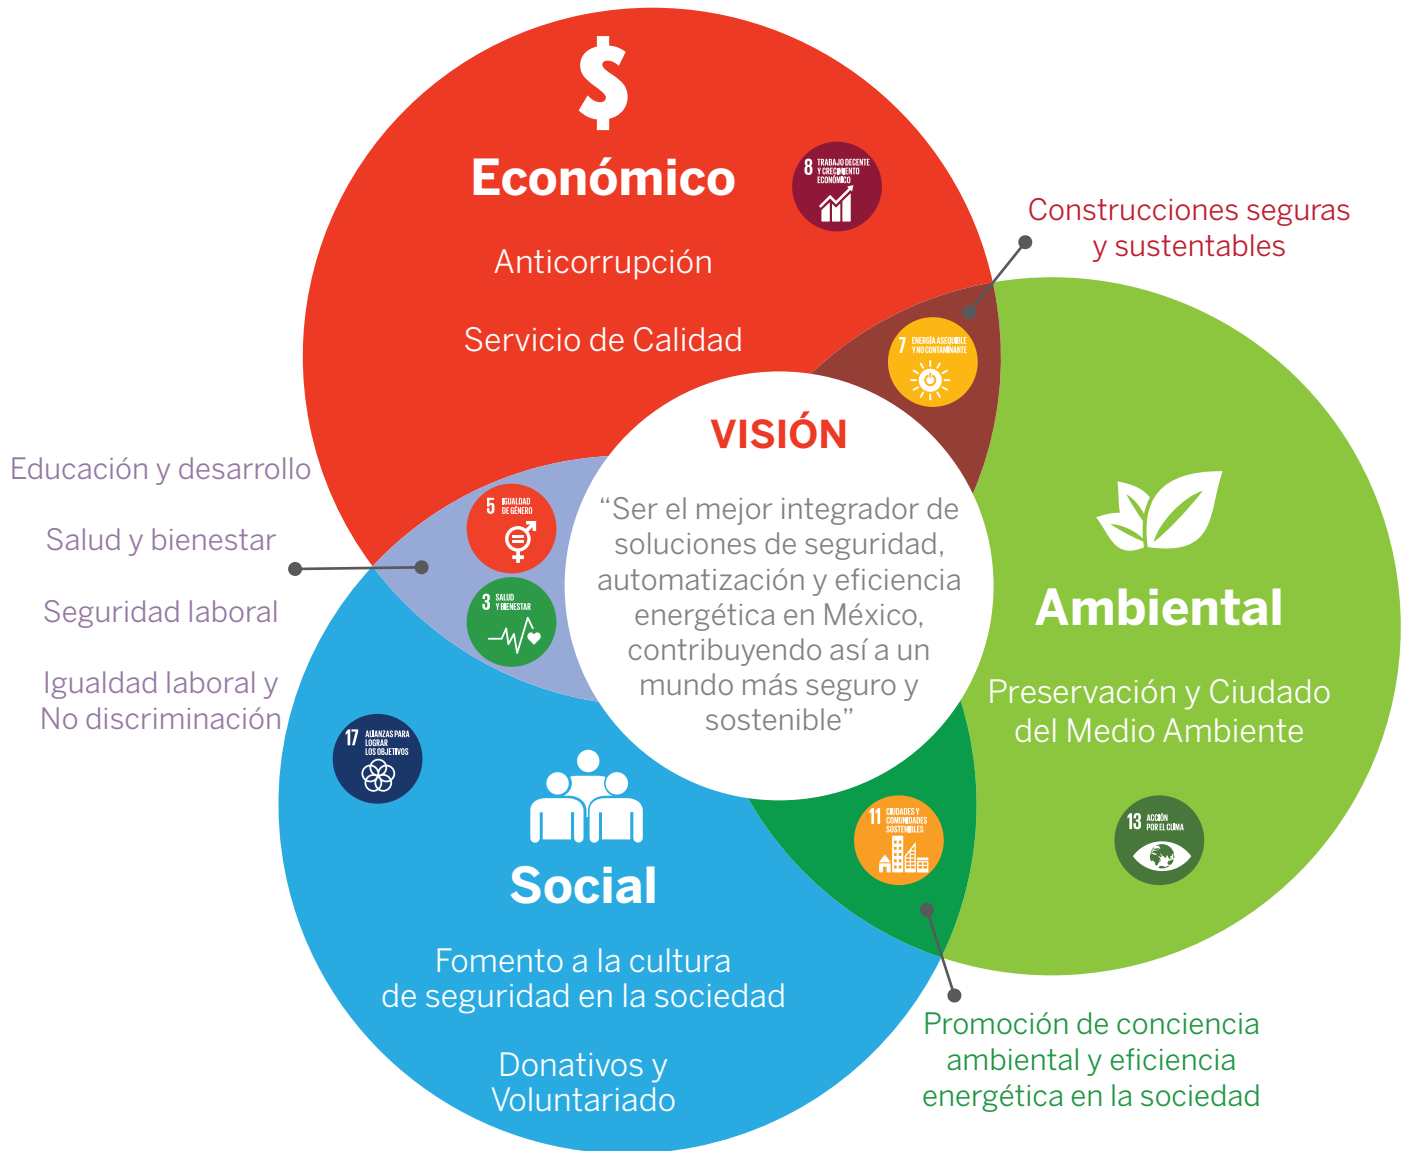 $
Económico
Anticorrupción
Servicio de Calidad
8 TRABAJO DECENTE
Y CRECIMIENTO
ECONÓMICO
Construcciones seguras
y sustentables
7 ENERGÍA ASEQUIBLE
Y NO CONTAMINANTE
VISIÓN
“Ser el mejor integrador de
soluciones de seguridad,
automatización y eficiencia
energética en México,
contribuyendo así a un
mundo más seguro y
sostenible”
Educación y desarrollo
Salud y bienestar
Seguridad laboral
Igualdad laboral y
No discriminación
5 IGUALDAD
DE GÉNERO
3 SALUD
Y BIENESTAR
Ambiental
Preservación y Ciudado
del Medio Ambiente
13 ACCIÓN
POR EL CLIMA
17 ALIANZAS PARA
LOGRAR
LOS OBJETIVOS
Social
Fomento a la cultura
de seguridad en la sociedad
Donativos y
Voluntariado
11 CIUDADES Y
COMUNIDADES
SOSTENIBLES
Promoción de conciencia
ambiental y eficiencia
energética en la sociedad